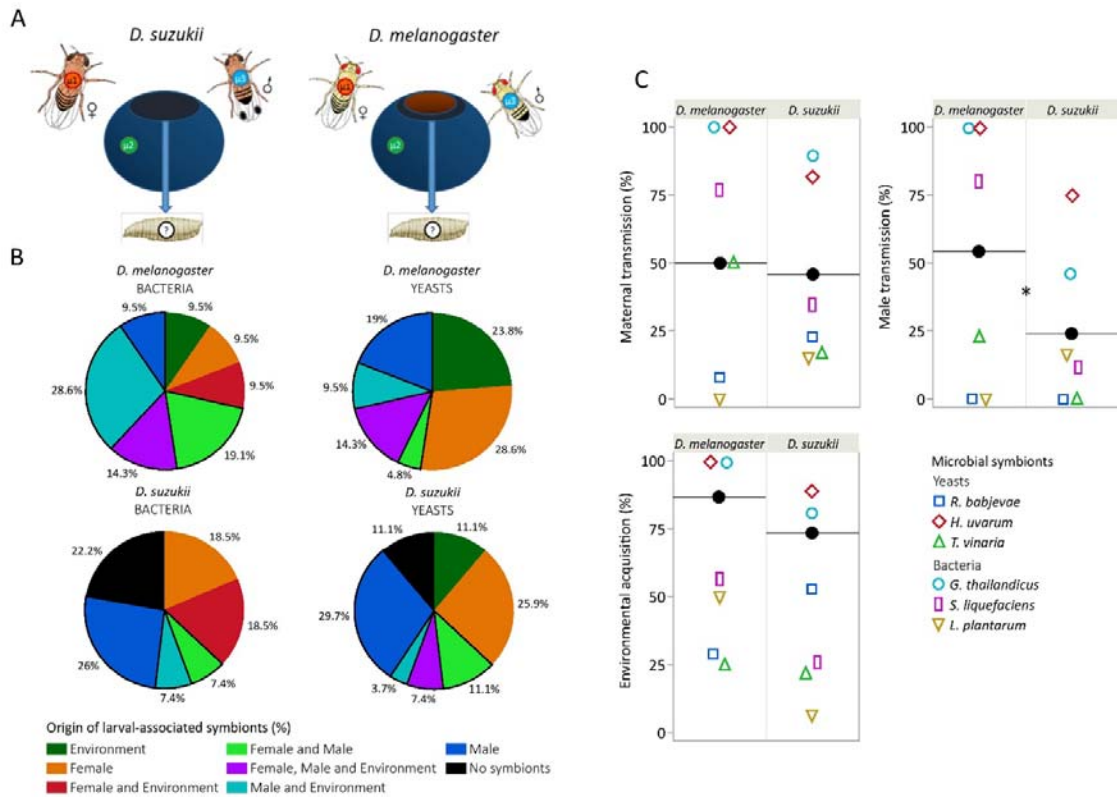 A
D. suzukii
D. melanogaster
μ1
μ3
♀
♂
μ2
?
μ1
μ3
♀
♂
μ2
?
B
D. melanogaster
BACTERIA
9.5%
9.5%
9.5%
9.5%
19.1%
14.3%
28.6%
D. melanogaster
YEASTS
19%
23.8%
28.6%
4.8%
14.3%
9.5%
D. suzukii
BACTERIA
22.2%
18.5%
18.5%
7.4%
7.4%
26%
D. suzukii
YEASTS
11.1%
11.1%
25.9%
11.1%
7.4%
3.7%
29.7%
Origin of larval-associated symbionts (%)
Environment
Female
Female and Environment
Female and Male
Female, Male and Environment
Male and Environment
Male
No symbionts
C
D. melanogaster D. suzukii
Maternal transmission (%)
100
75
50
25
0
D. melanogaster D. suzukii
Male transmission (%)
100
75
50
25
0
*
D. melanogaster D. suzukii
Environmental acquisition (%)
100
75
50
25
0
Microbial symbionts
Yeasts
R. babjevae
H. uvarum
T. vinaria
Bacteria
G. thailandicus
S. liquefaciens
L. plantarum